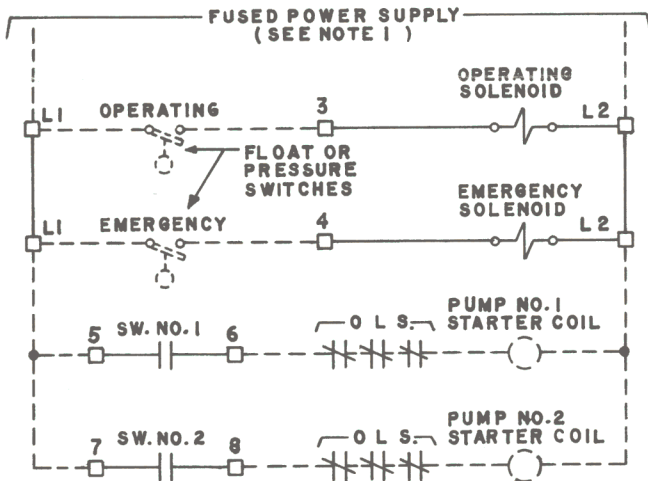 FUSED POWER SUPPLY
(SEE NOTE 1)
OPERATING
SOLENOID
L1 OPERATING 3 L2
FLOAT OR
PRESSURE
SWITCHES
EMERGENCY
SOLENOID
L1 EMERGENCY 4 L2
PUMP NO.1
STARTER COIL
5 SW. NO.1 6 O L S.
PUMP NO.2
STARTER COIL
7 SW. NO.2 8 O L S.